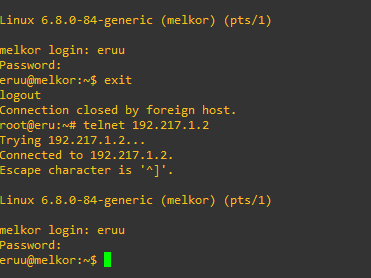 Linux 6.8.0-84-generic (melkor) (pts/1)
melkor login: eruu
Password:
eruu@melkor:~$ exit
logout
Connection closed by foreign host.
root@eru:~# telnet 192.217.1.2
Trying 192.217.1.2...
Connected to 192.217.1.2.
Escape character is '^]'.
Linux 6.8.0-84-generic (melkor) (pts/1)
melkor login: eruu
Password:
eruu@melkor:~$